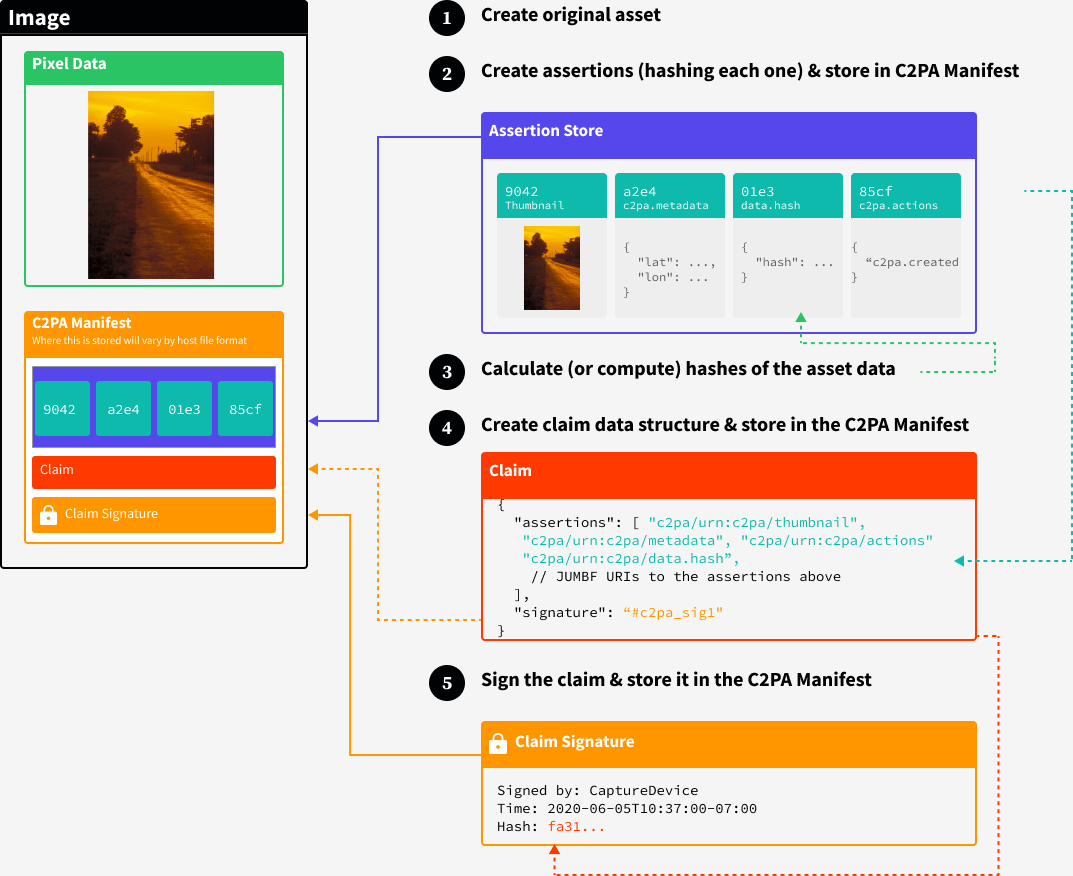 Image
Pixel Data
C2PA Manifest
Where this is stored will vary by host file format
9042 a2e4 01e3 85cf
Claim
Claim Signature
1 Create original asset
2 Create assertions (hashing each one) & store in C2PA Manifest
Assertion Store
9042
Thumbnail
a2e4
c2pa.metadata
{
"lat": ...,
"lon": ...
}
01e3
data.hash
{
"hash": ...
}
85cf
c2pa.actions
{
“c2pa.created
}
3 Calculate (or compute) hashes of the asset data
4 Create claim data structure & store in the C2PA Manifest
Claim
{
"assertions": [ "c2pa/urn:c2pa/thumbnail",
"c2pa/urn:c2pa/metadata", "c2pa/urn:c2pa/actions"
"c2pa/urn:c2pa/data.hash”,
// JUMBF URIs to the assertions above
],
"signature": “#c2pa_sig1"
}
5 Sign the claim & store it in the C2PA Manifest
Claim Signature
Signed by: CaptureDevice
Time: 2020-06-05T10:37:00-07:00
Hash: fa31...